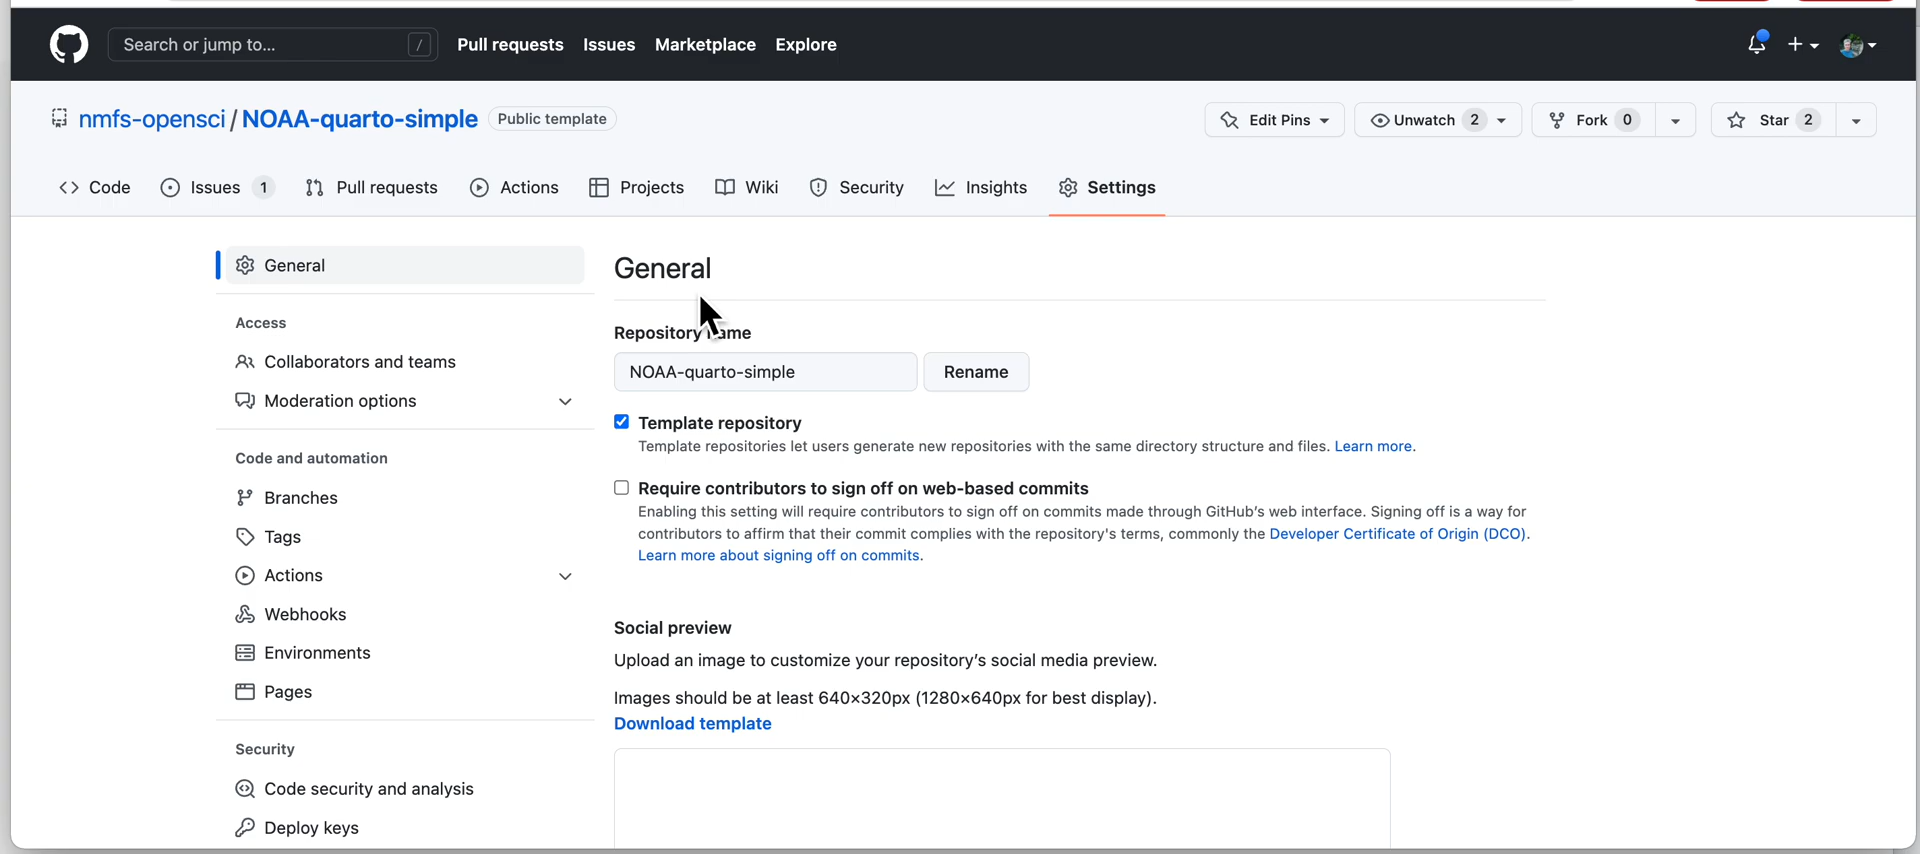 Search or jump to... /
Pull requests Issues Marketplace Explore
nmfs-opensci / NOAA-quarto-simple Public template
Edit Pins Unwatch 2 Fork 0 Star 2
Code Issues 1 Pull requests Actions Projects Wiki Security Insights Settings
General
Access
Collaborators and teams
Moderation options
Code and automation
Branches
Tags
Actions
Webhooks
Environments
Pages
Security
Code security and analysis
Deploy keys
General
Repository name
NOAA-quarto-simple Rename
Template repository
Template repositories let users generate new repositories with the same directory structure and files. Learn more.
Require contributors to sign off on web-based commits
Enabling this setting will require contributors to sign off on commits made through GitHub's web interface. Signing off is a way for
contributors to affirm that their commit complies with the repository's terms, commonly the Developer Certificate of Origin (DCO).
Learn more about signing off on commits.
Social preview
Upload an image to customize your repository's social media preview.
Images should be at least 640×320px (1280×640px for best display).
Download template